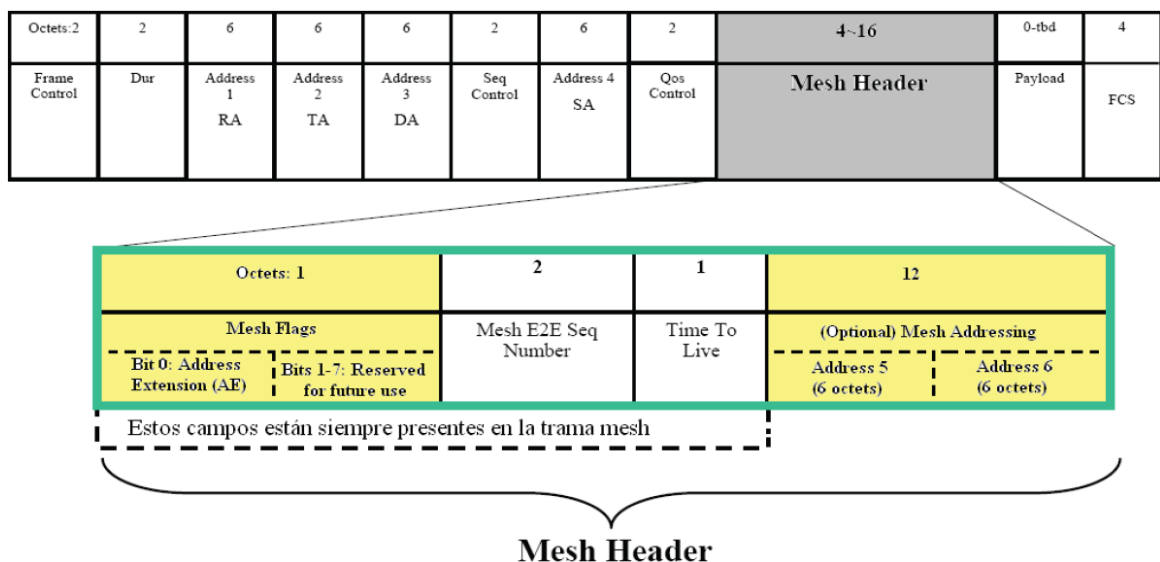 Octets:2 2 6 6 6 2 6 2 4~16 0-tbd 4
Frame Control
Dur
Address 1 RA
Address 2 TA
Address 3 DA
Seq Control
Address 4 SA
Qos Control
Mesh Header
Payload
FCS
Octets: 1 2 1 12
Mesh Flags
Bit 0: Address
Extension (AE)
Bits 1-7: Reserved
for future use
Mesh E2E Seq
Number
Time To
Live
(Optional) Mesh Addressing
Address 5
(6 octets)
Address 6
(6 octets)
Estos campos están siempre presentes en la trama mesh
Mesh Header